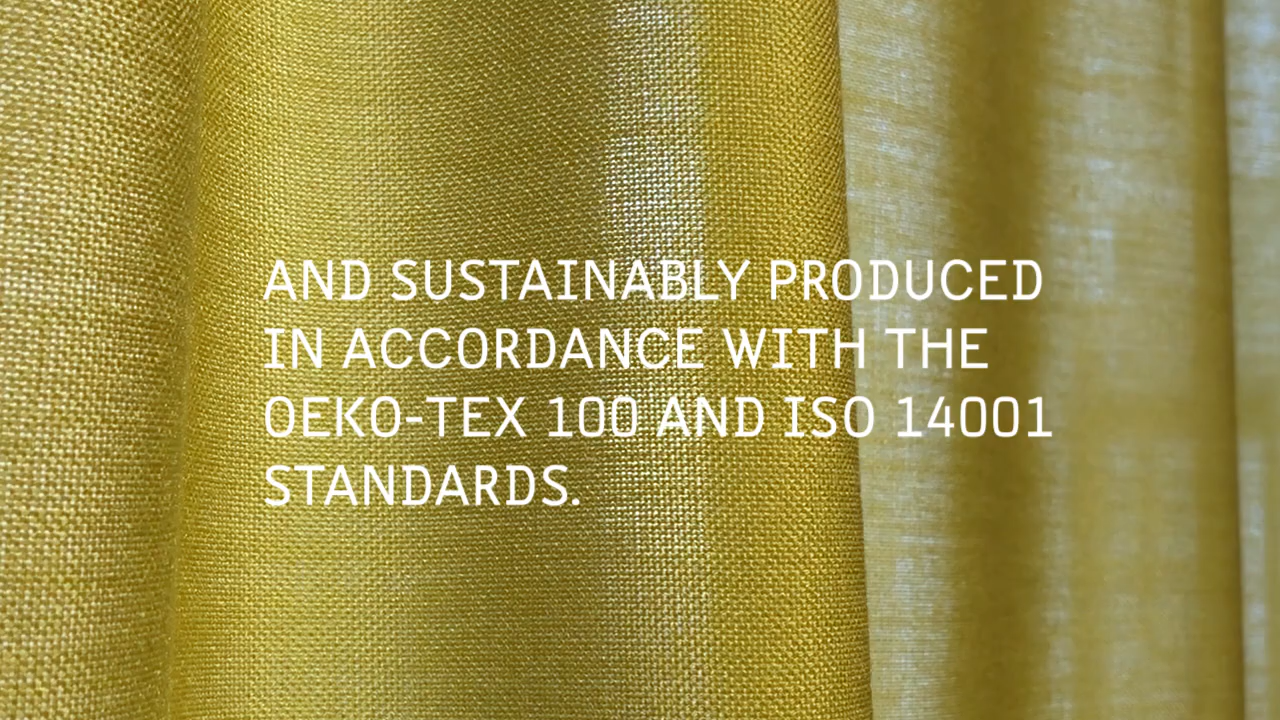 AND SUSTAINABLY PRODUCED
IN ACCORDANCE WITH THE
OEKO-TEX 100 AND ISO 14001
STANDARDS.